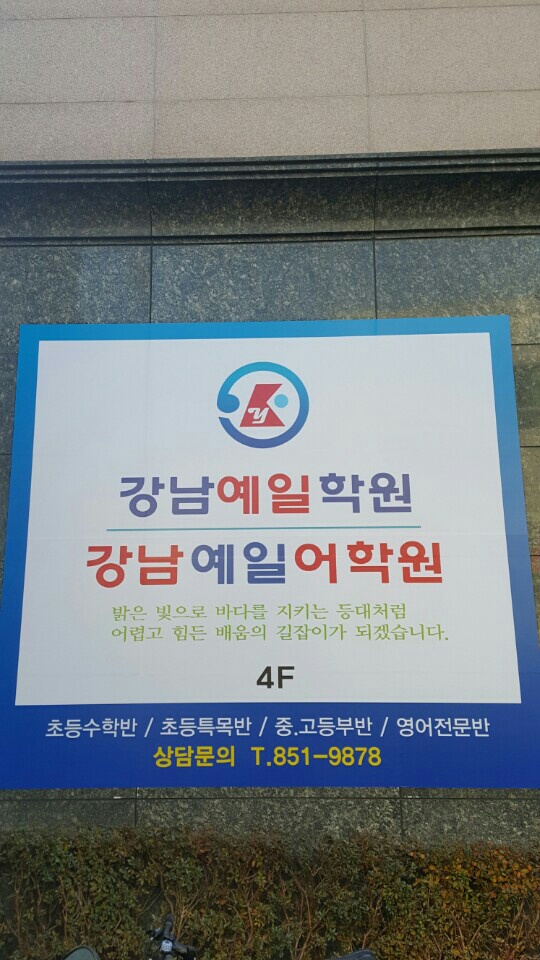 Ky
강남예일학원
강남예일어학원
밝은 빛으로 바다를 지키는 등대처럼
어렵고 힘든 배움의 길잡이가 되겠습니다.
4F
초등수학반 / 초등특목반 / 중.고등부반 / 영어전문반
상담문의 T.851-9878